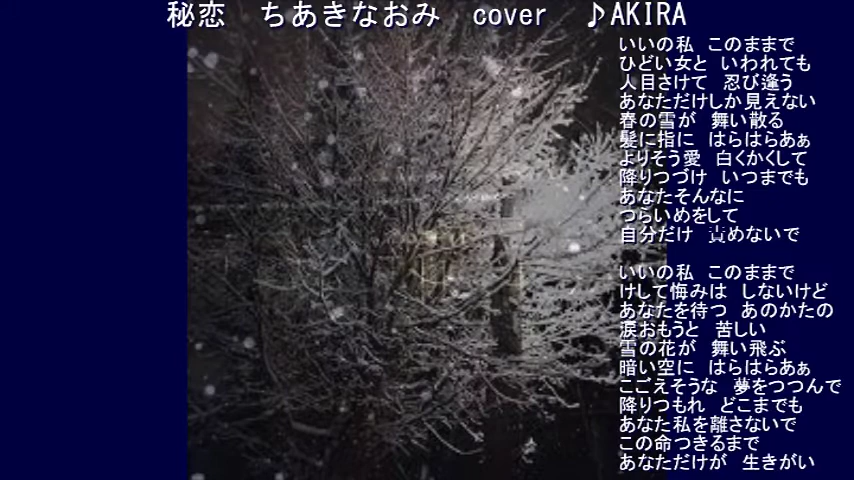 秘恋　ちあきなおみ　cover　♪AKIRA
いいの私　このままで
ひどい女と　いわれても
人目さけて　忍び逢う
あなただけしか見えない
春の雪が　舞い散る
髪に指に　はらはらあぁ
よりそう愛　白くかくして
降りつづけ　いつまでも
あなたそんなに
つらいめをして
自分だけ　責めないで
いいの私　このままで
けして悔みは　しないけど
あなたを待つ　あのかたの
涙おもうと　苦しい
雪の花が　舞い飛ぶ
暗い空に　はらはらあぁ
こごえそうな　夢をつつんで
降りつもれ　どこまでも
あなた私を離さないで
この命つきるまで
あなただけが　生きがい